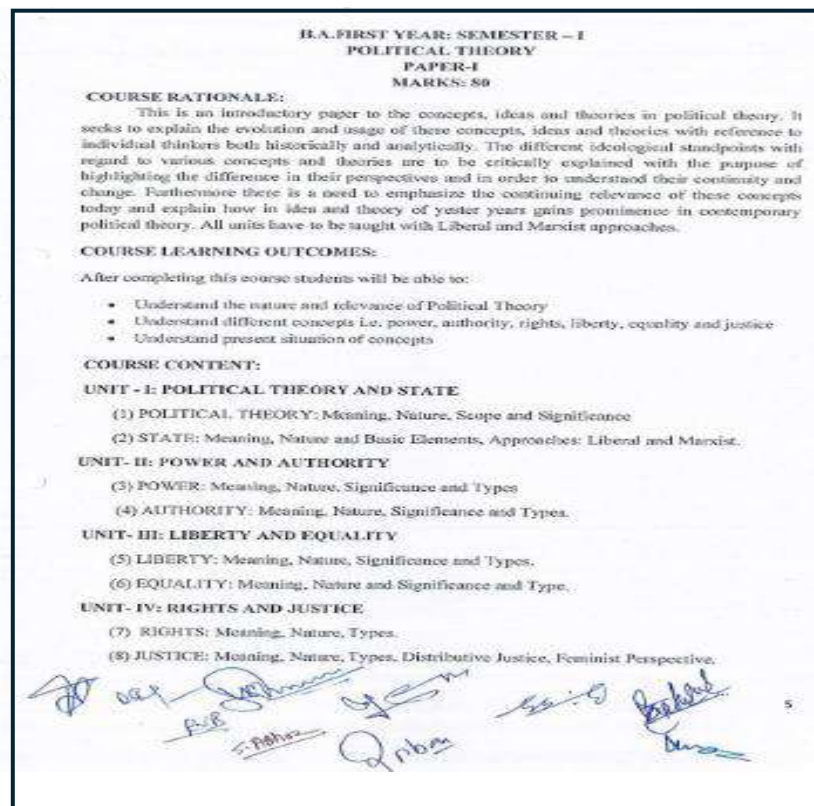 B.A.FIRST YEAR: SEMESTER – I
POLITICAL THEORY
PAPER-I
MARKS: 80
COURSE RATIONALE:
This is an introductory paper to the concepts, ideas and theories in political theory. It
seeks to explain the evolution and usage of these concepts, ideas and theories with reference to
individual thinkers both historically and analytically. The different ideological standpoints with
regard to various concepts and theories are to be critically explained with the purpose of
highlighting the difference in their perspectives and in order to understand their continuity and
change. Furthermore there is a need to emphasize the continuing relevance of these concepts
today and explain how in idea and theory of yester years gains prominence in contemporary
political theory. All units have to be taught with Liberal and Marxist approaches.
COURSE LEARNING OUTCOMES:
After completing this course students will be able to:
• Understand the nature and relevance of Political Theory
• Understand different concepts i.e. power, authority, rights, liberty, equality and justice
• Understand present situation of concepts
COURSE CONTENT:
UNIT - I: POLITICAL THEORY AND STATE
(1) POLITICAL THEORY: Meaning, Nature, Scope and Significance
(2) STATE: Meaning, Nature and Basic Elements, Approaches: Liberal and Marxist.
UNIT- II: POWER AND AUTHORITY
(3) POWER: Meaning, Nature, Significance and Types
(4) AUTHORITY: Meaning, Nature, Significance and Types.
UNIT- III: LIBERTY AND EQUALITY
(5) LIBERTY: Meaning, Nature, Significance and Types.
(6) EQUALITY: Meaning, Nature and Significance and Type.
UNIT- IV: RIGHTS AND JUSTICE
(7) RIGHTS: Meaning, Nature, Types.
(8) JUSTICE: Meaning, Nature, Types, Distributive Justice, Feminist Perspective.
5